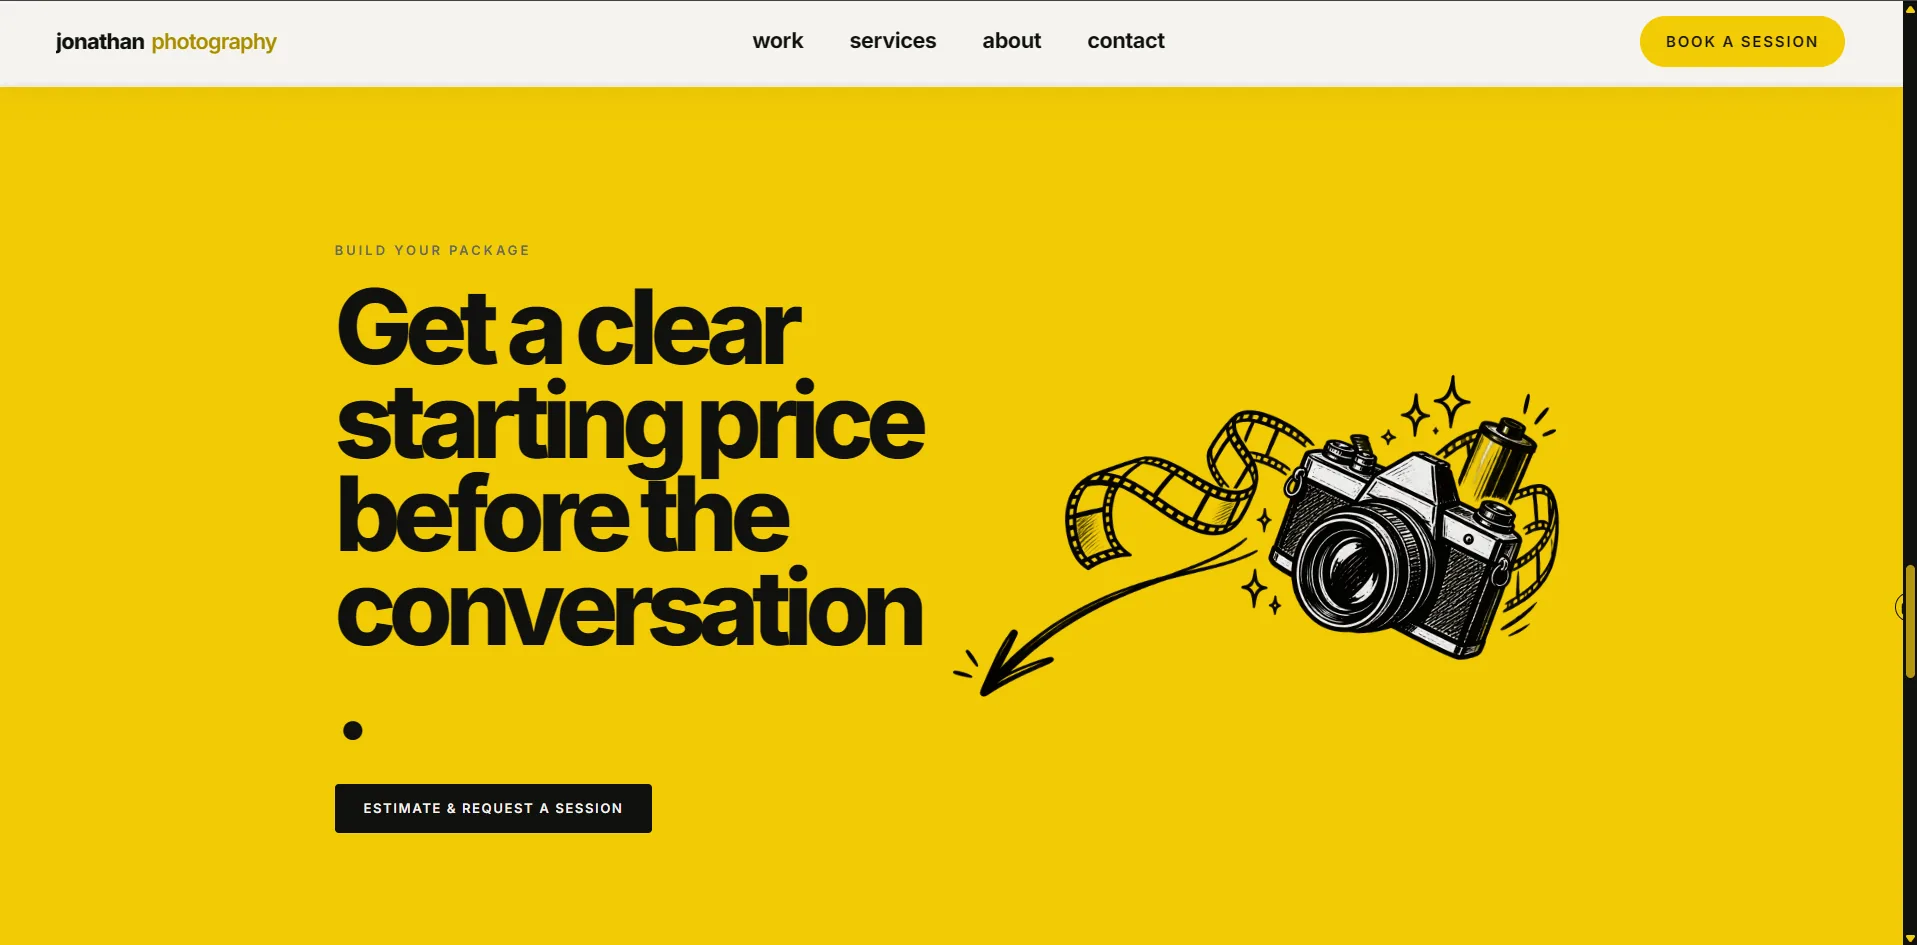 jonathan photography
work services about contact
BOOK A SESSION
BUILD YOUR PACKAGE
Get a clear
starting price
before the
conversation
.
ESTIMATE & REQUEST A SESSION